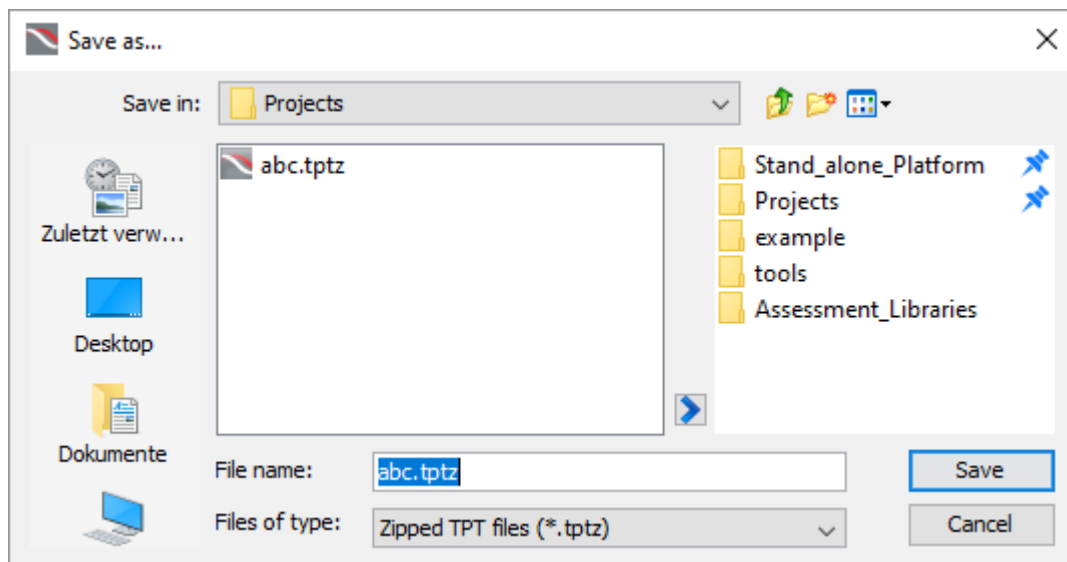 Save as...
Save in:
Projects
abc.tptz
Zuletzt verw...
Desktop
Dokumente
Stand_alone_Platform
Projects
example
tools
Assessment_Libraries
File name:
abc.tptz
Save
Files of type:
Zipped TPT files (*.tptz)
Cancel